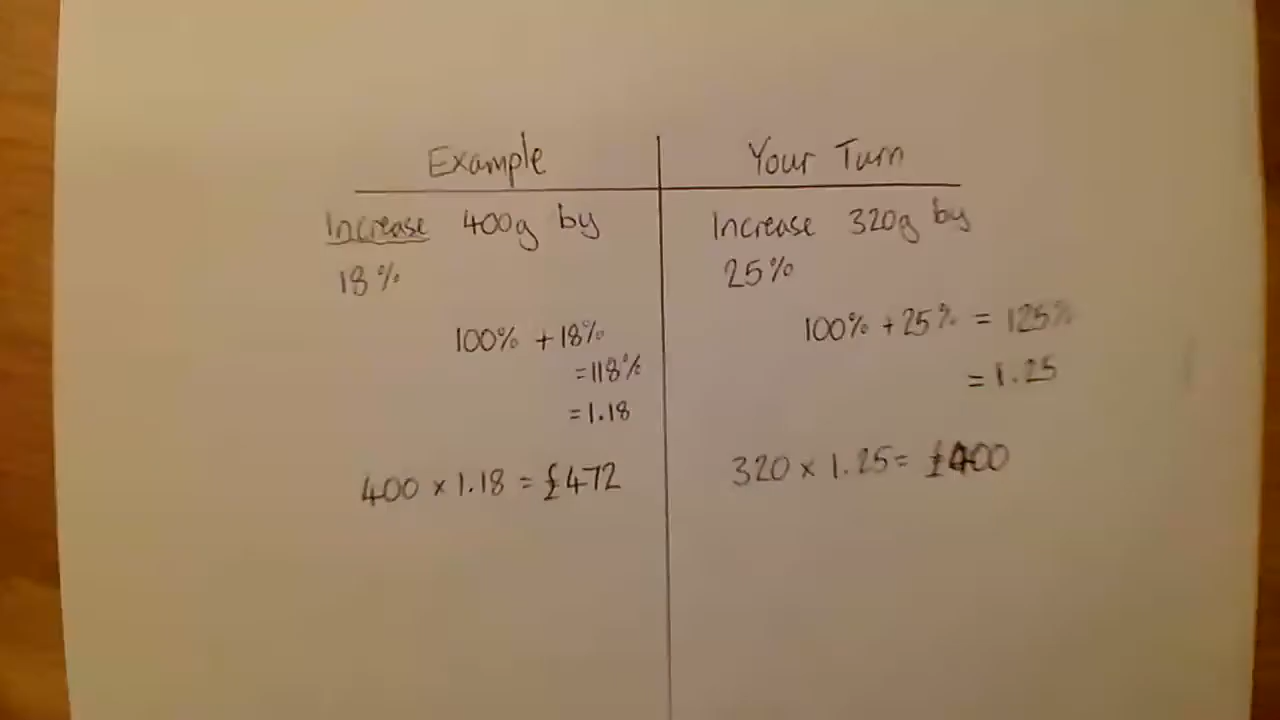 Example
Increase 400g by
18%
100% + 18%
= 118%
= 1.18
400 × 1.18 = £472
Your Turn
Increase 320g by
25%
100% + 25% = 125%
= 1.25
320 × 1.25 = £400